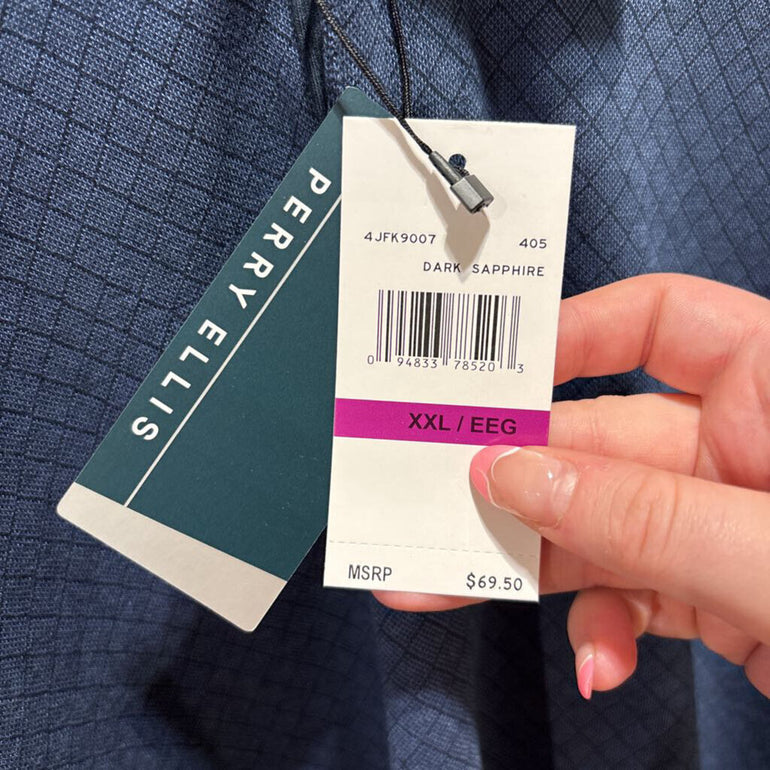 PERRY ELLIS
4JFK9007 405
DARK SAPPHIRE
0 94833 78520 3
XXL / EEG
MSRP $69.50